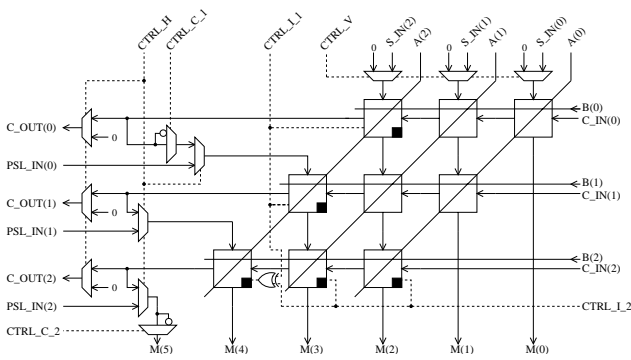 CTRL_H
CTRL_C_1
CTRL_I_1
CTRL_V
0
S_IN(2)
A(2)
0
S_IN(1)
A(1)
0
S_IN(0)
A(0)
B(0)
C_OUT(0)
C_IN(0)
0
PSL_IN(0)
B(1)
C_OUT(1)
C_IN(1)
0
PSL_IN(1)
B(2)
C_OUT(2)
C_IN(2)
0
PSL_IN(2)
CTRL_I_2
CTRL_C_2
M(5)
M(4)
M(3)
M(2)
M(1)
M(0)